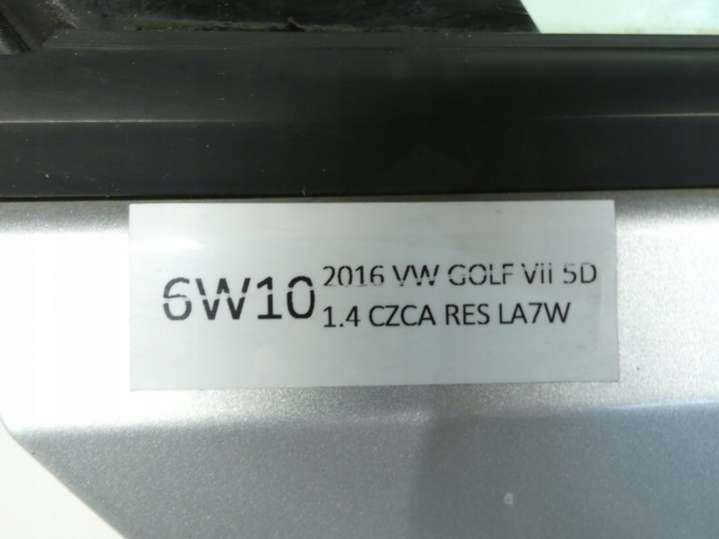 6W10
2016 VW GOLF VII 5D
1.4 CZCA RES LA7W